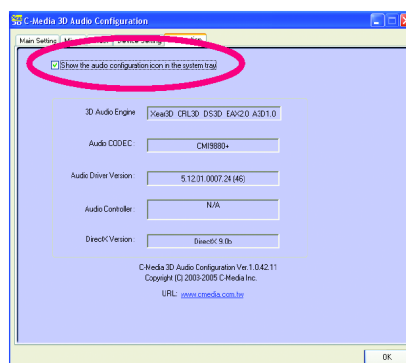 C-Media 3D Audio Configuration
Main Setting
Setting
Show the audio configuration icon in the system tray
3D Audio Engine
Xear3D CRL3D DS3D EAX2.0 A3D1.0
Audio CODEC :
CMI9880+
Audio Driver Version :
5.12.01.0007.24 (46)
Audio Controller :
N/A
DirectX Version :
DirectX 9.0b
C-Media 3D Audio Configuration Ver.1.0.42.11
Copyright (C) 2003-2005 C-Media Inc.
URL: www.cmedia.com.tw
OK